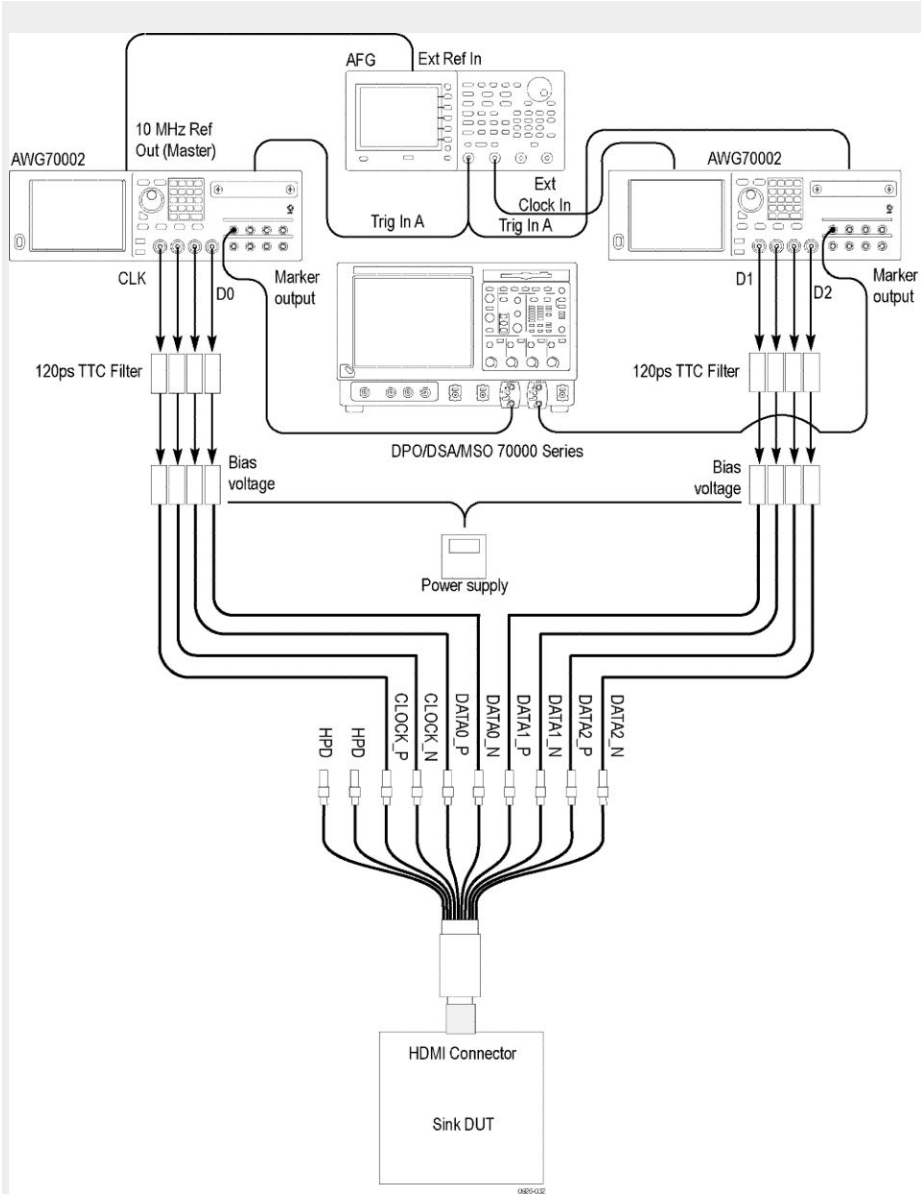 AFG
Ext Ref In
10 MHz Ref
Out (Master)
AWG70002
AWG70002
Ext
Clock In
Trig In A
Trig In A
CLK
D0
Marker
output
D1
D2
Marker
output
120ps TTC Filter
120ps TTC Filter
DPO/DSA/MSO 70000 Series
Bias
voltage
Bias
voltage
Power supply
HPD
HPD
CLOCK_P
CLOCK_N
DATA0_P
DATA0_N
DATA1_P
DATA1_N
DATA2_P
DATA2_N
HDMI Connector
Sink DUT
0926-032